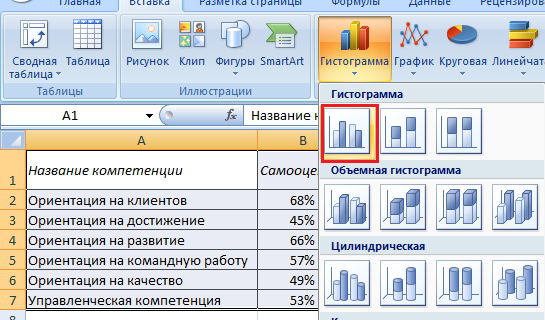 Главная Вставка Разметка страницы Формулы Данные Рецензиров
Сводная таблица Таблица Рисунок Клип Фигуры SmartArt Гистограмма График Круговая Линейчат
Таблицы Иллюстрации Гистограмма
A1 fx Название к
Объемная гистограмма
A B
1 Название компетенции Самооце
2 Ориентация на клиентов 68%
3 Ориентация на достижение 45%
4 Ориентация на развитие 66%
Цилиндрическая
5 Ориентация на командную работу 57%
6 Ориентация на качество 49%
7 Управленческая компетенция 53%